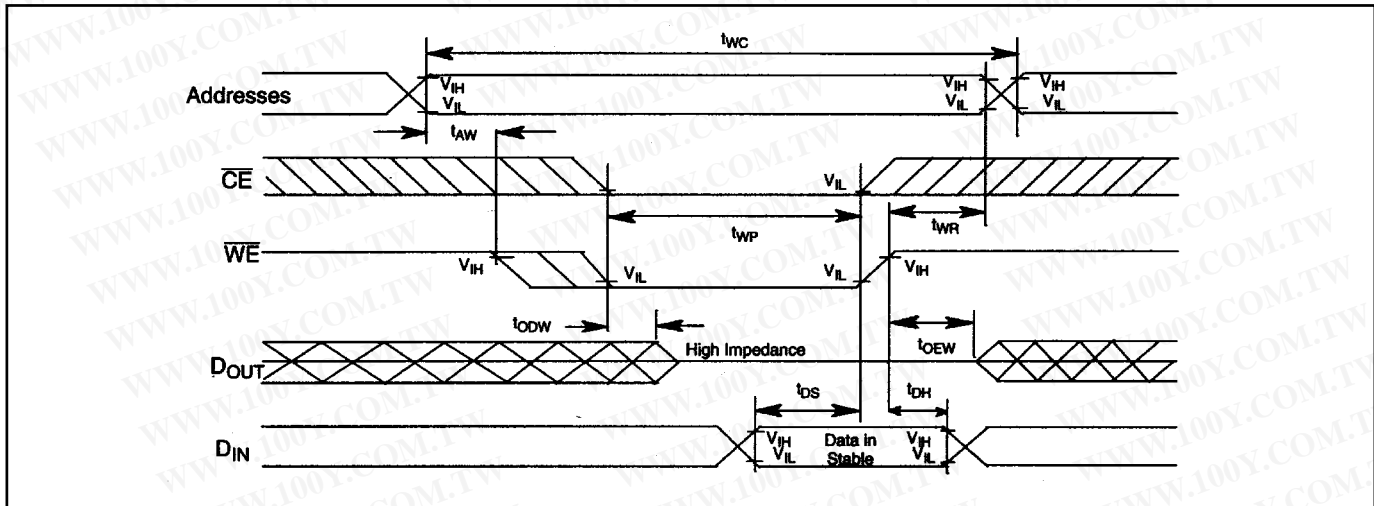 tWC
Addresses VIH VIH VIH
VIL VIL VIL
tAW
CE VIL
tWP tWR
WE VIH VIL VIL VIH
tODW
High Impedance tOEW
DOUT
tDS tDH
DIN VIH Data in VIH
VIL Stable VIL
WWW.100Y.COM.TW